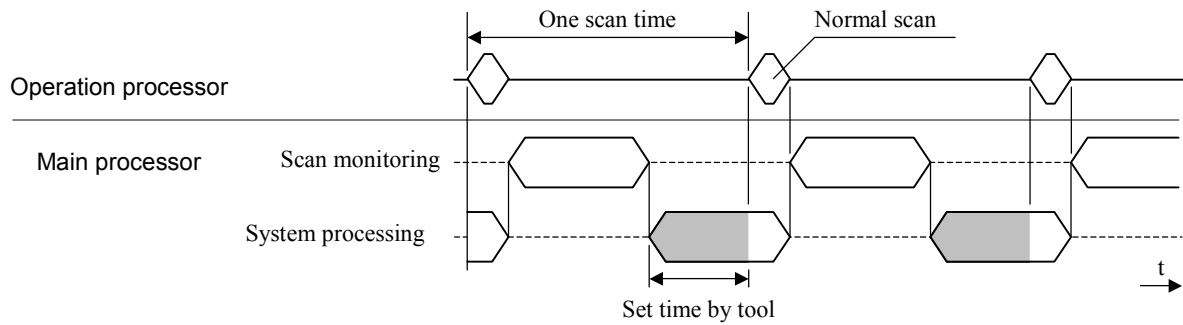 One scan time
Normal scan
Operation processor
Main processor
Scan monitoring
System processing
t
Set time by tool